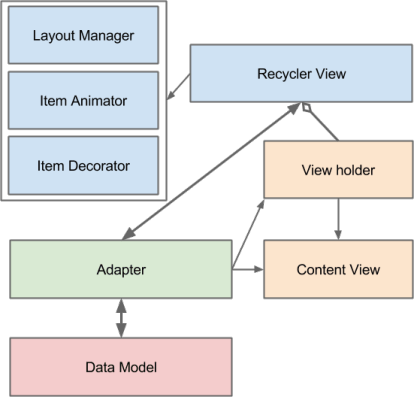 Layout Manager
Recycler View
Item Animator
Item Decorator
View holder
Adapter
Content View
Data Model